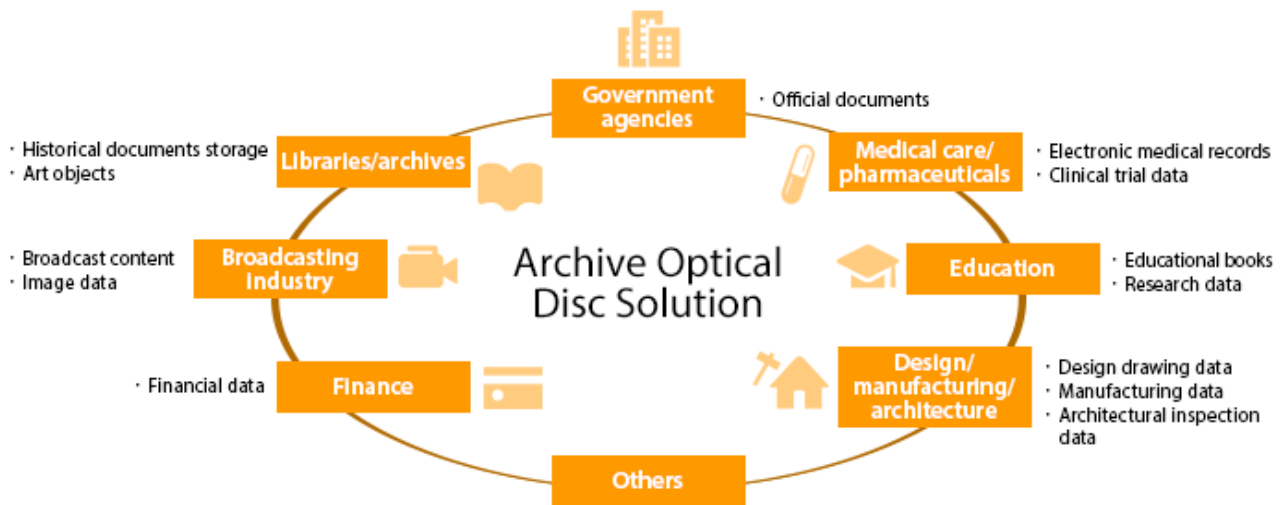 Government
agencies
· Official documents
Libraries/archives
· Historical documents storage
· Art objects
Medical care/
pharmaceuticals
· Electronic medical records
· Clinical trial data
Broadcasting
industry
· Broadcast content
· Image data
Archive Optical
Disc Solution
Education
· Educational books
· Research data
Finance
· Financial data
Design/
manufacturing/
architecture
· Design drawing data
· Manufacturing data
· Architectural inspection
data
Others